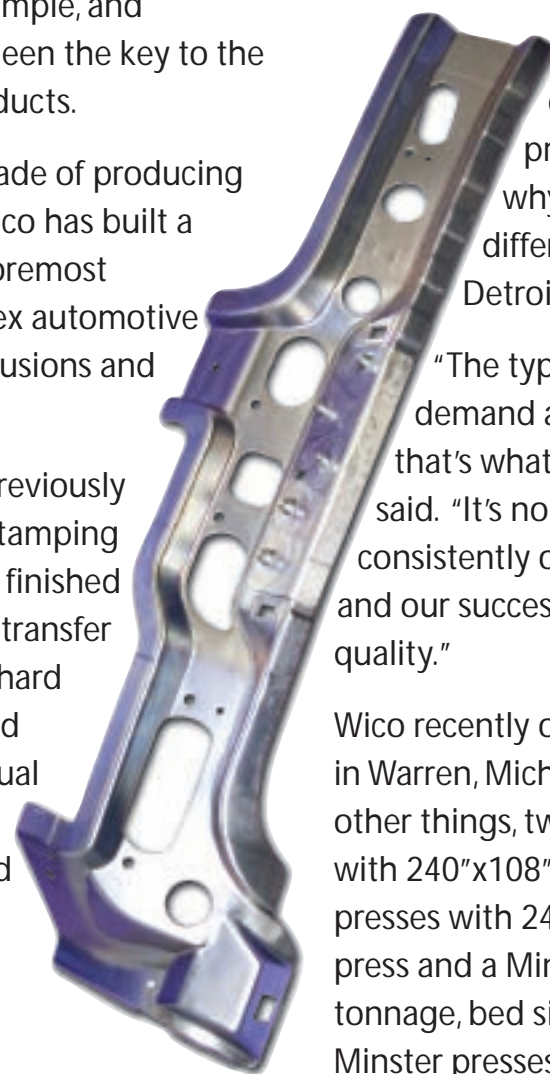 mple, and
een the key to the
ducts.
ade of producing
co has built a
oremost
ex automotive
usions and
reviously
tamping
finished
transfer
hard
d
ual
d
pr
why
differ
Detroi
“The typ
demand a
that’s what
said. “It’s no
consistently c
and our succes
quality.”
Wico recently o
in Warren, Mich
other things, tw
with 240”x108”
presses with 24
press and a Min
tonnage, bed si
Minster presses